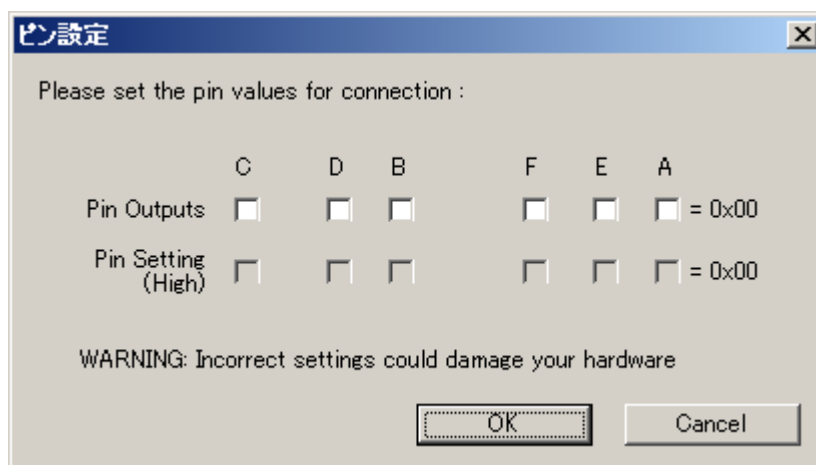 ピン設定
Please set the pin values for connection :
C D B F E A
Pin Outputs = 0x00
Pin Setting
(High) = 0x00
WARNING: Incorrect settings could damage your hardware
OK Cancel